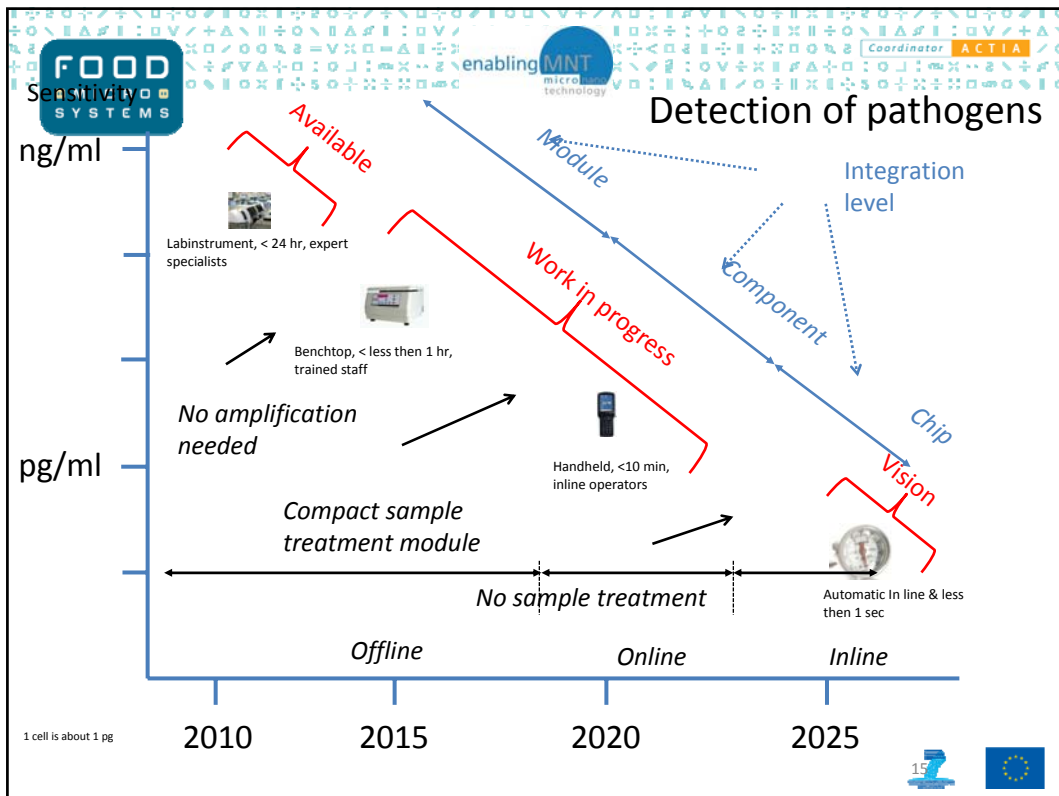 FOOD
MICRO
SYSTEMS
Sensitivity
enabling MNT
micro nano
technology
Coordinator ACTIA
Detection of pathogens
ng/ml
Available
Module
Integration
level
Labinstrument, < 24 hr, expert
specialists
Work in progress
Component
Benchtop, < less then 1 hr,
trained staff
No amplification
needed
Chip
pg/ml
Handheld, <10 min,
inline operators
Vision
Compact sample
treatment module
No sample treatment
Automatic In line & less
then 1 sec
Offline
Online
Inline
1 cell is about 1 pg
2010
2015
2020
2025
15